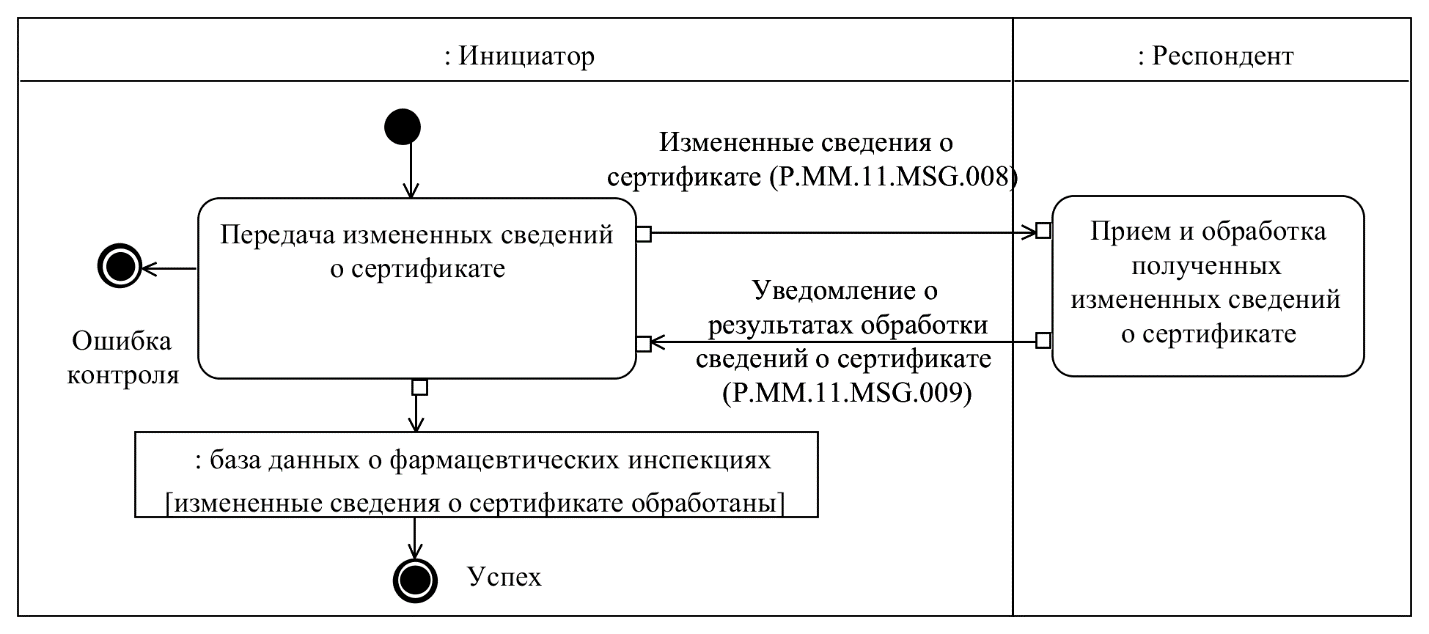 : Инициатор
: Респондент
Измененные сведения о
сертификате (P.MM.11.MSG.008)
Передача измененных сведений
о сертификате
Прием и обработка
полученных
измененных сведений
о сертификате
Уведомление о
результатах обработки
сведений о сертификате
(P.MM.11.MSG.009)
Ошибка
контроля
: база данных о фармацевтических инспекциях
[измененные сведения о сертификате обработаны]
Успех